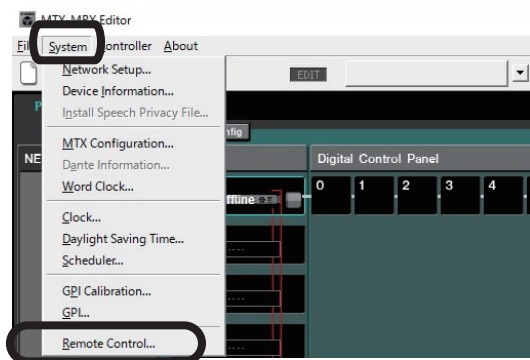 MTX-MRX Editor
System
Controller
About
EDIT
Network Setup...
Device Information...
Install Speech Privacy File...
MTX Configuration...
Dante Information...
Word Clock...
Clock...
Daylight Saving Time...
Scheduler...
GPI Calibration...
GPI...
Remote Control...
NE
ffline
Digital Control Panel
0 1 2 3 4